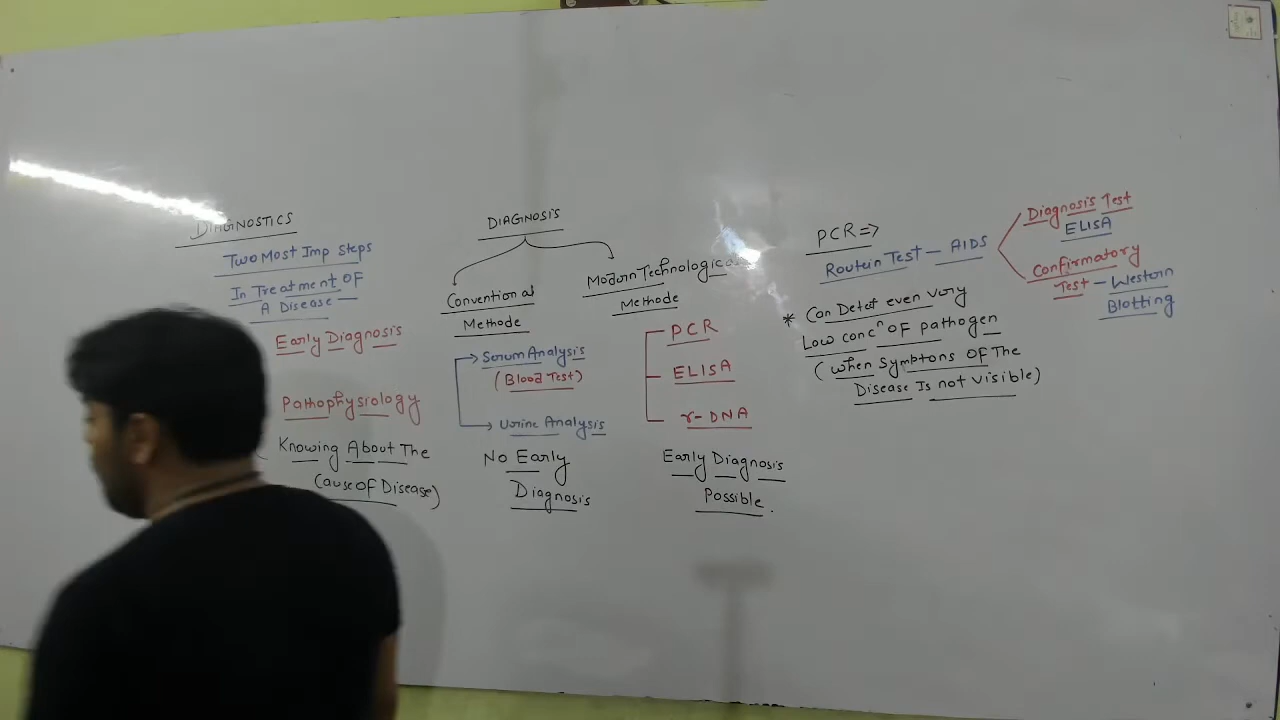 DIAGNOSTICS
Two Most Imp Steps
In Treatment OF
A Disease
Early Diagnosis
Pathophysiology
( Knowing About The
Cause OF Disease)
DIAGNOSIS
Conventional
Methode
Serum Analysis
(Blood Test)
Urine Analysis
No Early
Diagnosis
Modern Technological
Methode
PCR
ELISA
r-DNA
Early Diagnosis
Possible.
PCR =>
Routein Test - AIDS
Diagnosis Test
ELISA
Confirmatory
Test - Western
Blotting
* Can Detet even very
Low concⁿ OF pathogen
( when Symptons OF The
Disease Is not visible)